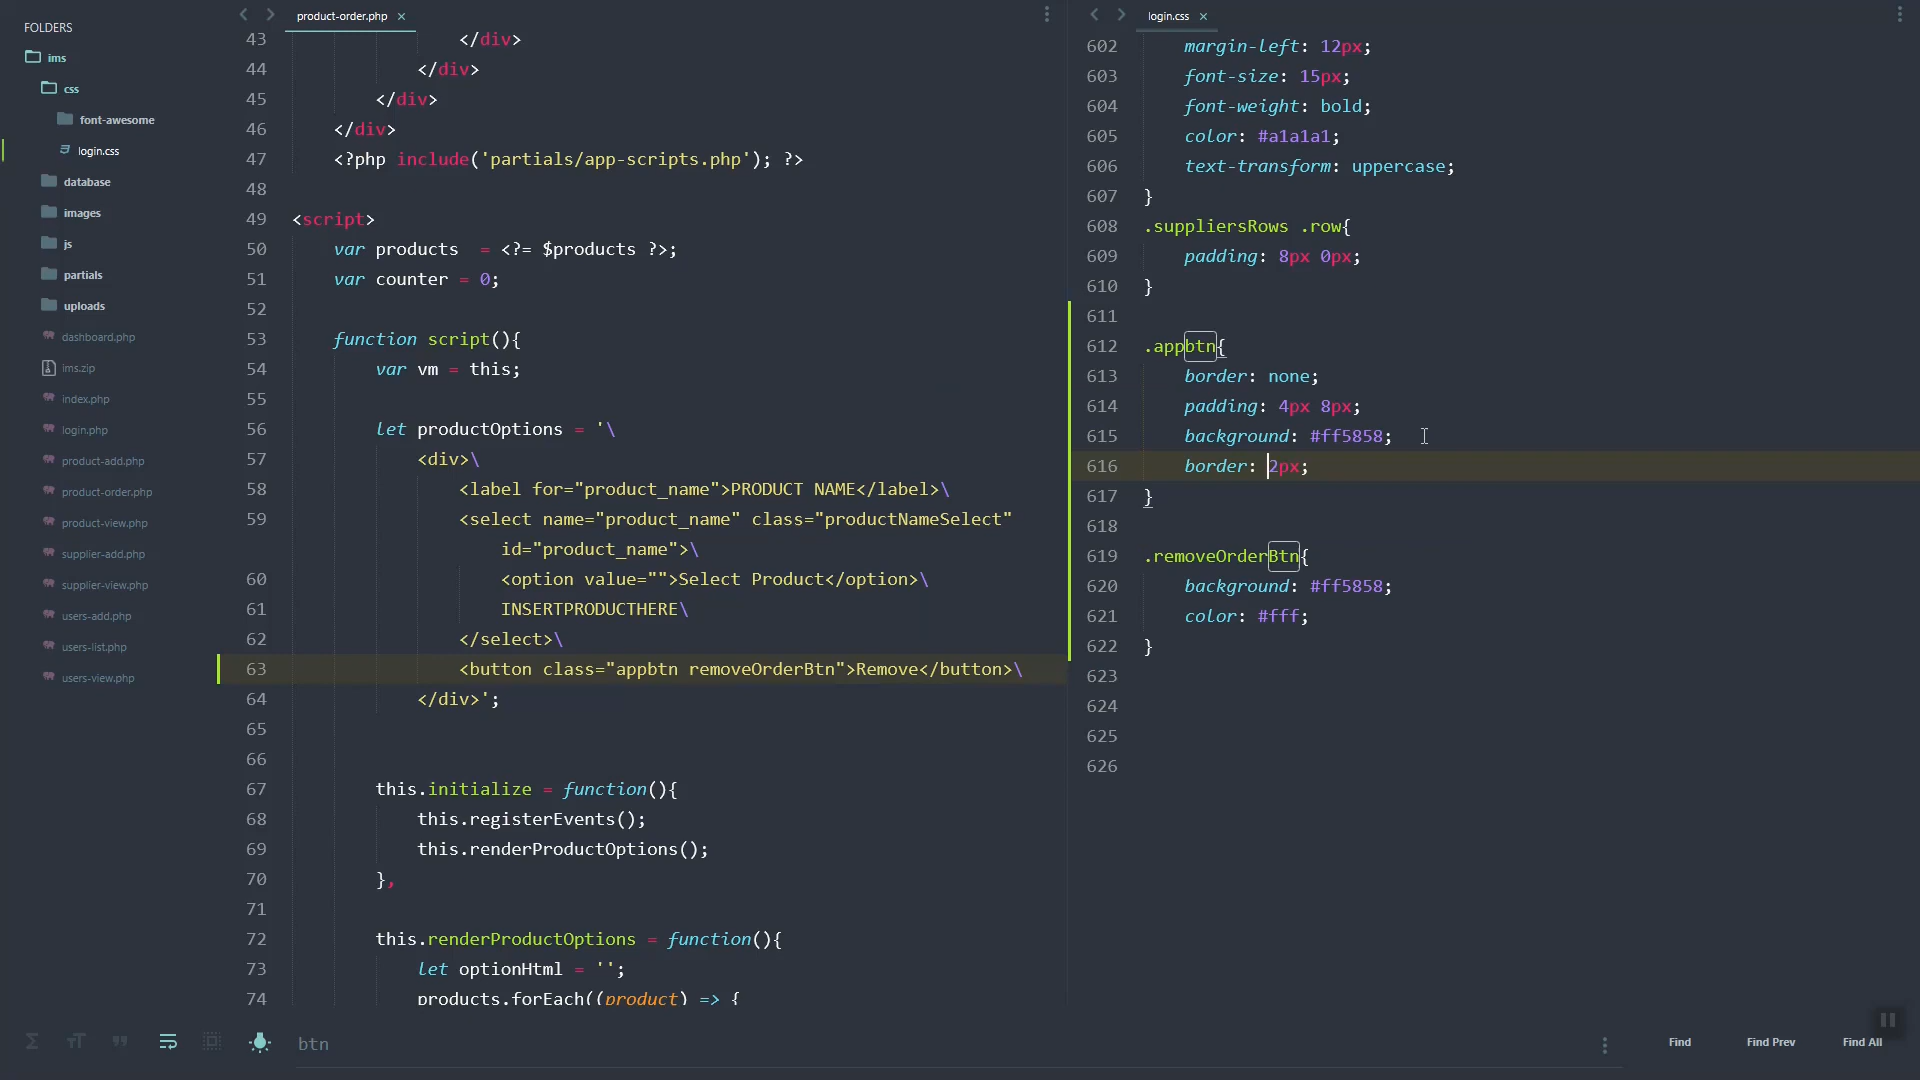 FOLDERS
ims
css
font-awesome
login.css
database
images
js
partials
uploads
dashboard.php
ims.zip
index.php
login.php
product-add.php
product-order.php
product-view.php
supplier-add.php
supplier-view.php
users-add.php
users-list.php
users-view.php
product-order.php ×
43 </div>
44 </div>
45 </div>
46 </div>
47 <?php include('partials/app-scripts.php'); ?>
48
49 <script>
50 var products = <?= $products ?>;
51 var counter = 0;
52
53 function script(){
54 var vm = this;
55
56 let productOptions = '\
57 <div>\
58 <label for="product_name">PRODUCT NAME</label>\
59 <select name="product_name" class="productNameSelect"
id="product_name">\
60 <option value="">Select Product</option>\
61 INSERTPRODUCTHERE\
62 </select>\
63 <button class="appbtn removeOrderBtn">Remove</button>\
64 </div>';
65
66
67 this.initialize = function(){
68 this.registerEvents();
69 this.renderProductOptions();
70 },
71
72 this.renderProductOptions = function(){
73 let optionHtml = '';
74 products.forEach((product) => {
login.css ×
602 margin-left: 12px;
603 font-size: 15px;
604 font-weight: bold;
605 color: #a1a1a1;
606 text-transform: uppercase;
607 }
608 .suppliersRows .row{
609 padding: 8px 0px;
610 }
611
612 .appbtn{
613 border: none;
614 padding: 4px 8px;
615 background: #ff5858;
616 border: 2px;
617 }
618
619 .removeOrderBtn{
620 background: #ff5858;
621 color: #fff;
622 }
623
624
625
626
btn
Find
Find Prev
Find All